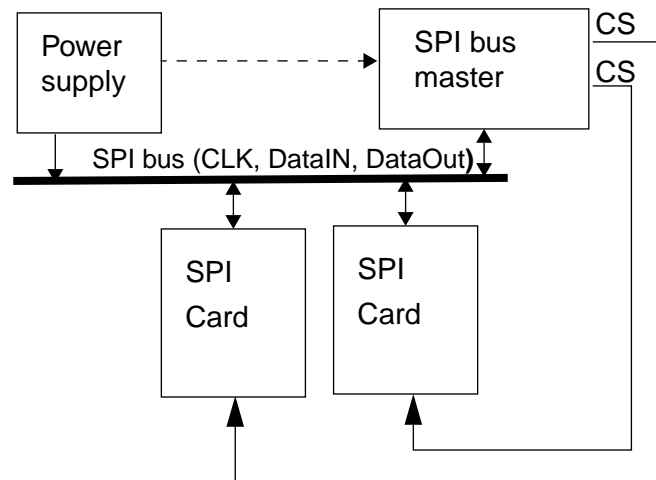 Power
supply
SPI bus
master
CS
CS
SPI bus (CLK, DataIN, DataOut)
SPI
Card
SPI
Card